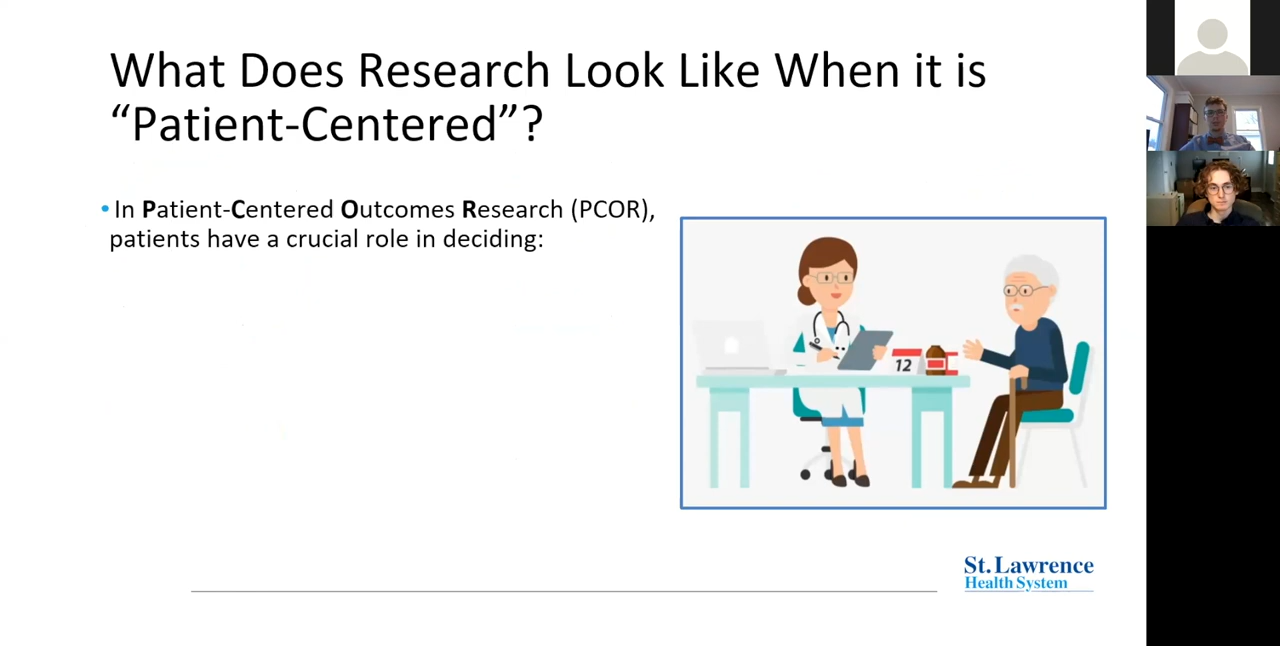 What Does Research Look Like When it is
“Patient-Centered”?
• In Patient-Centered Outcomes Research (PCOR),
patients have a crucial role in deciding:
12
St. Lawrence
Health System